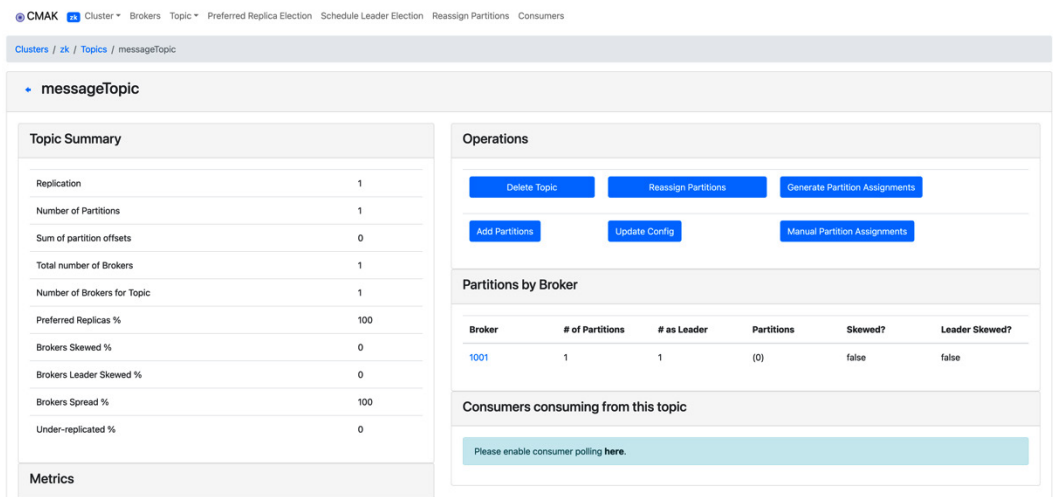 CMAK zk Cluster Brokers Topic Preferred Replica Election Schedule Leader Election Reassign Partitions Consumers
Clusters / zk / Topics / messageTopic
messageTopic
Topic Summary
Replication 1
Number of Partitions 1
Sum of partition offsets 0
Total number of Brokers 1
Number of Brokers for Topic 1
Preferred Replicas % 100
Brokers Skewed % 0
Brokers Leader Skewed % 0
Brokers Spread % 100
Under-replicated % 0
Metrics
Operations
Delete Topic Reassign Partitions Generate Partition Assignments
Add Partitions Update Config Manual Partition Assignments
Partitions by Broker
Broker # of Partitions # as Leader Partitions Skewed? Leader Skewed?
1001 1 1 (0) false false
Consumers consuming from this topic
Please enable consumer polling here.